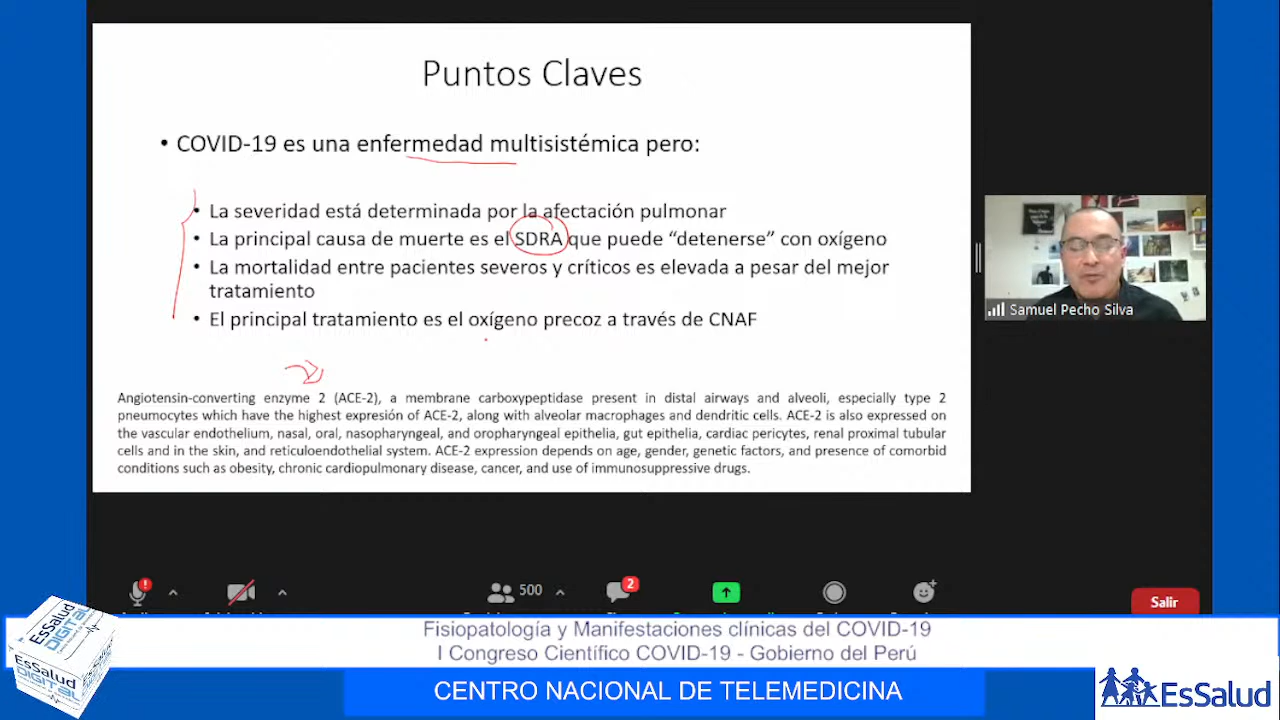 Puntos Claves
• COVID-19 es una enfermedad multisistémica pero:
• La severidad está determinada por la afectación pulmonar
• La principal causa de muerte es el SDRA que puede “detenerse” con oxígeno
• La mortalidad entre pacientes severos y críticos es elevada a pesar del mejor
tratamiento
• El principal tratamiento es el oxígeno precoz a través de CNAF
Angiotensin-converting enzyme 2 (ACE-2), a membrane carboxypeptidase present in distal airways and alveoli, especially type 2
pneumocytes which have the highest expresión of ACE-2, along with alveolar macrophages and dendritic cells. ACE-2 is also expressed on
the vascular endothelium, nasal, oral, nasopharyngeal, and oropharyngeal epithelia, gut epithelia, cardiac pericytes, renal proximal tubular
cells and in the skin, and reticuloendothelial system. ACE-2 expression depends on age, gender, genetic factors, and presence of comorbid
conditions such as obesity, chronic cardiopulmonary disease, cancer, and use of immunosuppressive drugs.
Samuel Pecho Silva
500
2
Salir
Fisiopatología y Manifestaciones clínicas del COVID-19
I Congreso Científico COVID-19 - Gobierno del Perú
CENTRO NACIONAL DE TELEMEDICINA
EsSalud
DIGITAL
EsSalud
DIGITAL
EsSalud